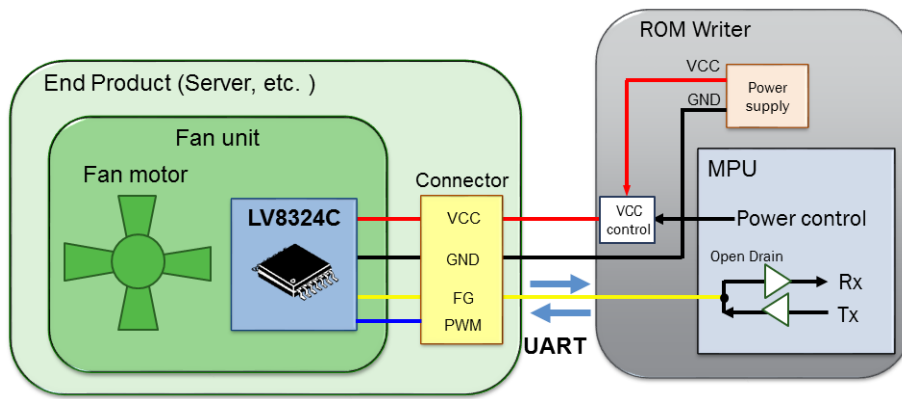 ROM Writer
End Product (Server, etc. )
VCC
GND
Power
supply
Fan unit
Fan motor
Connector
MPU
LV8324C
VCC
VCC
control
Power control
GND
Open Drain
Rx
FG
Tx
PWM
UART